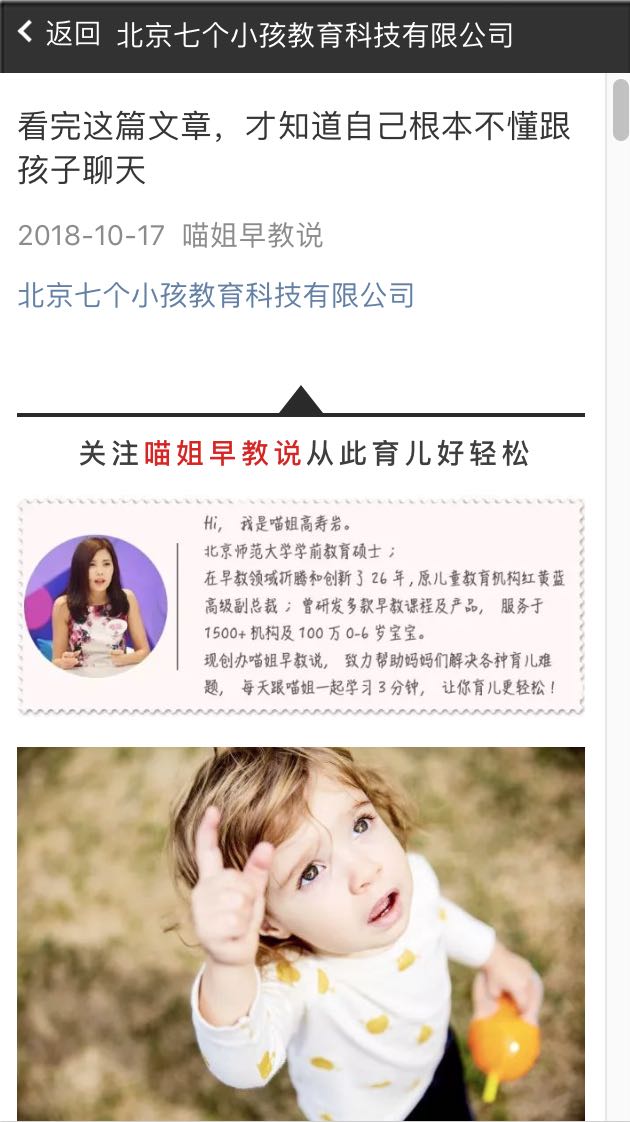 返回 北京七个小孩教育科技有限公司
看完这篇文章，才知道自己根本不懂跟
孩子聊天
2018-10-17 喵姐早教说
北京七个小孩教育科技有限公司
关注喵姐早教说从此育儿好轻松
Hi， 我是喵姐高寿岩。
北京师范大学学前教育硕士；
在早教领域折腾和创新了26年，原儿童教育机构红黄蓝
高级副总裁；曾研发多款早教课程及产品， 服务于
1500+机构及100万0-6岁宝宝。
现创办喵姐早教说， 致力帮助妈妈们解决各种育儿难
题， 每天跟喵姐一起学习3分钟， 让你育儿更轻松！